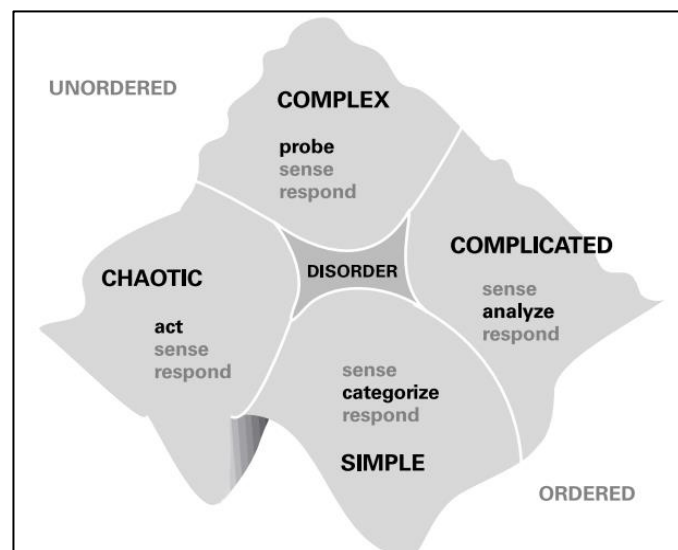 UNORDERED
COMPLEX
probe
sense
respond
COMPLICATED
sense
analyze
respond
DISORDER
CHAOTIC
act
sense
respond
sense
categorize
respond
SIMPLE
ORDERED